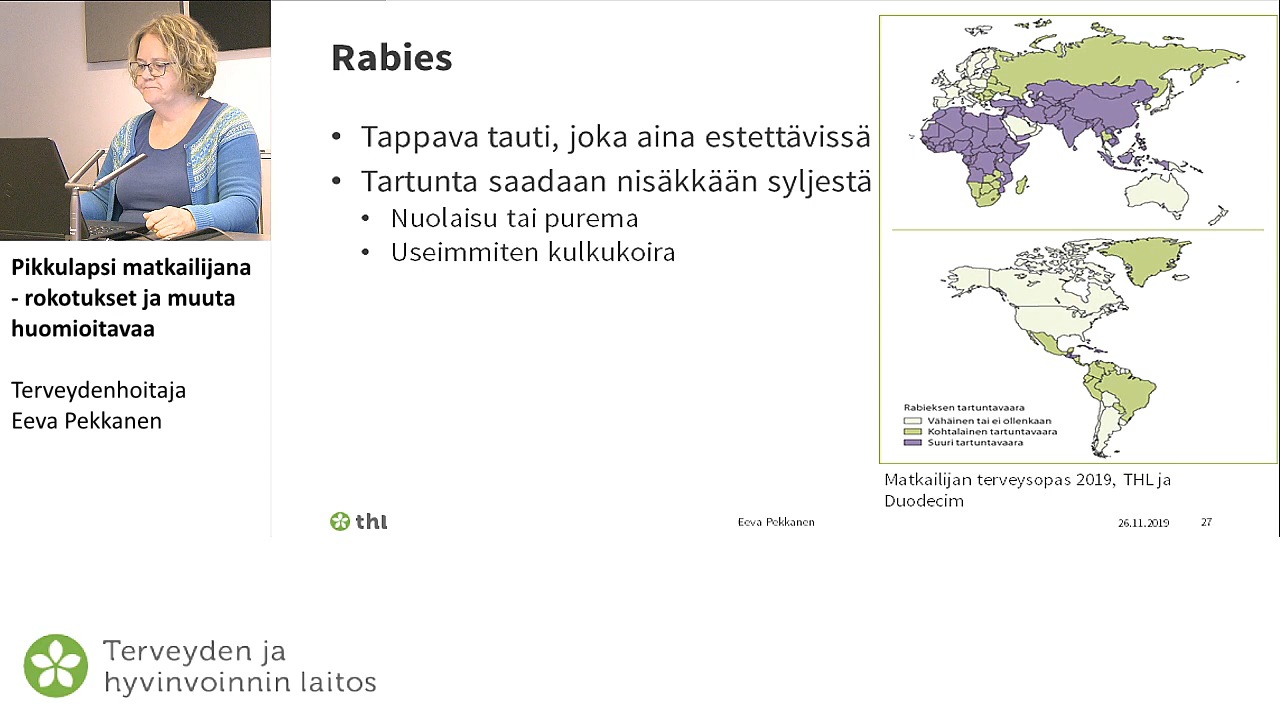 Rabies
• Tappava tauti, joka aina estettävissä
• Tartunta saadaan nisäkkään syljestä
• Nuolaisu tai purema
• Useimmiten kulkukoira
Pikkulapsi matkailijana
- rokotukset ja muuta
huomioitavaa
Terveydenhoitaja
Eeva Pekkanen
Rabieksen tartuntavaara
Vähäinen tai ei ollenkaan
Kohtalainen tartuntavaara
Suuri tartuntavaara
Matkailijan terveysopas 2019, THL ja
Duodecim
thl
Eeva Pekkanen
26.11.2019
27
Terveyden ja
hyvinvoinnin laitos